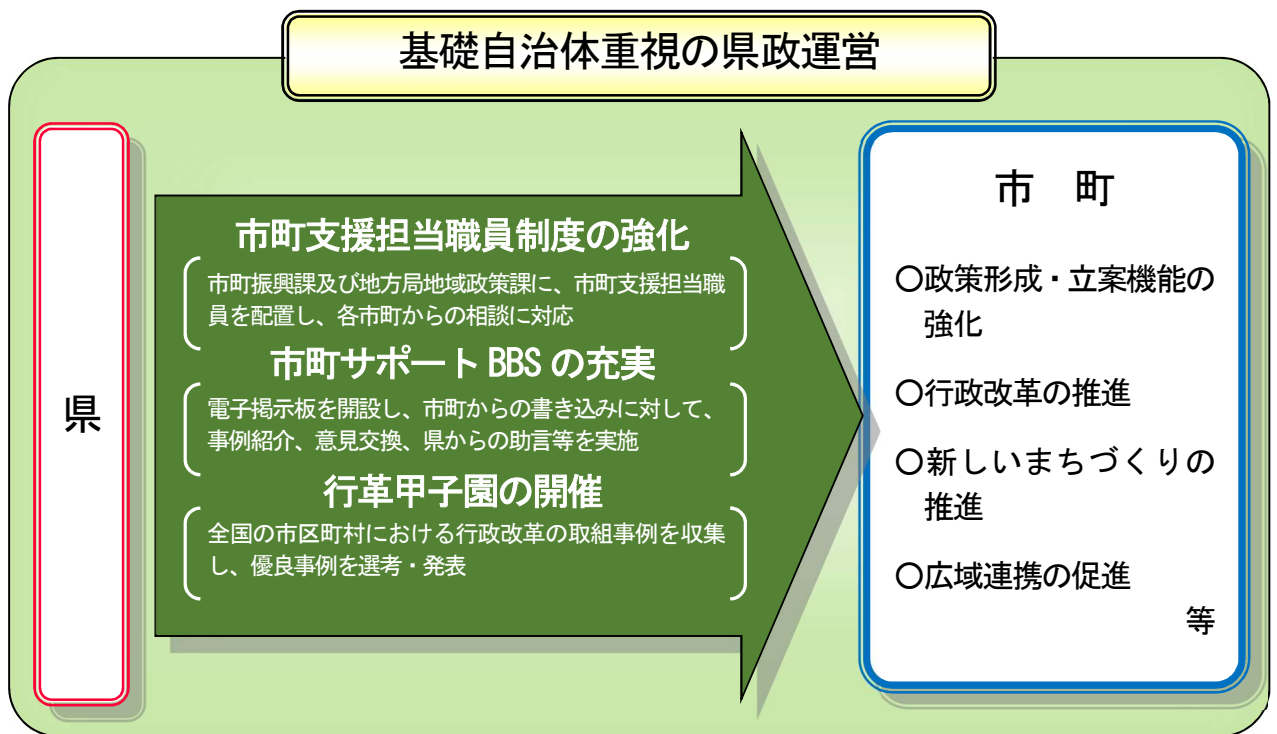 基礎自治体重視の県政運営
県
市町支援担当職員制度の強化
市町振興課及び地方局地域政策課に、市町支援担当職
員を配置し、各市町からの相談に対応
市町サポート BBS の充実
電子掲示板を開設し、市町からの書き込みに対して、
事例紹介、意見交換、県からの助言等を実施
行革甲子園の開催
全国の市区町村における行政改革の取組事例を収集
し、優良事例を選考・発表
市　町
○政策形成・立案機能の
強化
○行政改革の推進
○新しいまちづくりの
推進
○広域連携の促進
等